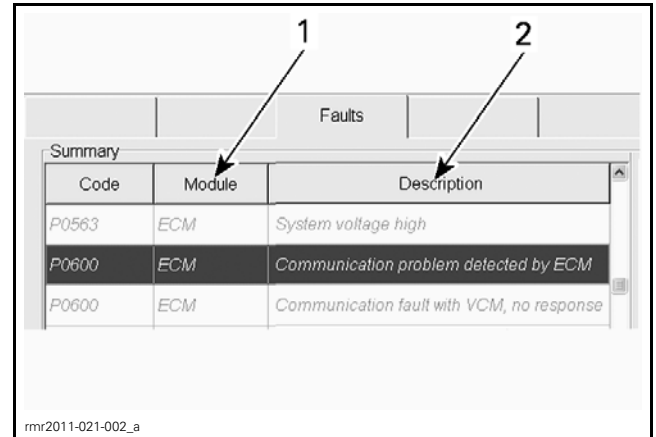 1 2
Faults
Summary
Code Module Description
P0563 ECM System voltage high
P0600 ECM Communication problem detected by ECM
P0600 ECM Communication fault with VCM, no response
rmr2011-021-002_a